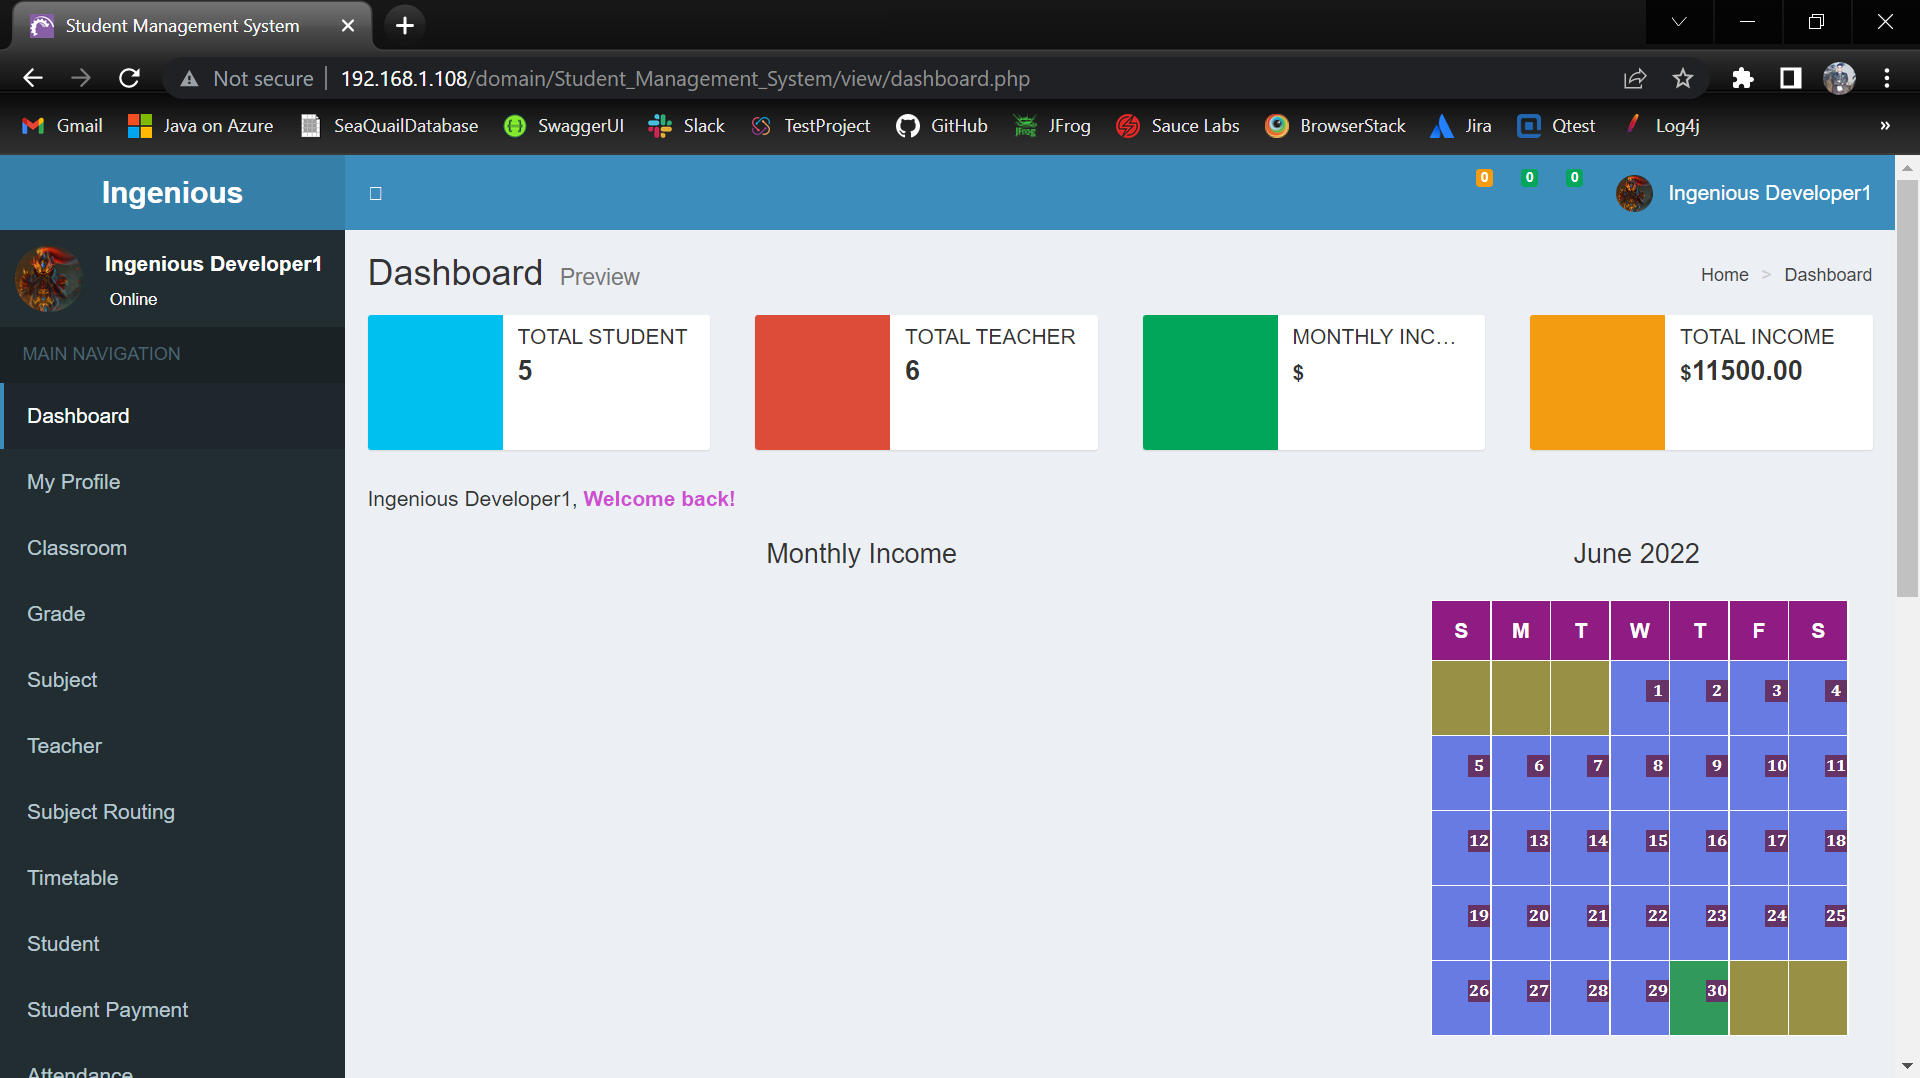 Student Management System
Not secure 192.168.1.108/domain/Student_Management_System/view/dashboard.php
Gmail Java on Azure SeaQuailDatabase SwaggerUI Slack TestProject GitHub JFrog Sauce Labs BrowserStack Jira Qtest Log4j »
Ingenious
0 0 0 Ingenious Developer1
Ingenious Developer1
Online
MAIN NAVIGATION
Dashboard
My Profile
Classroom
Grade
Subject
Teacher
Subject Routing
Timetable
Student
Student Payment
Attendance
Dashboard Preview
Home > Dashboard
TOTAL STUDENT
5
TOTAL TEACHER
6
MONTHLY INC...
$
TOTAL INCOME
$11500.00
Ingenious Developer1, Welcome back!
Monthly Income
June 2022
S M T W T F S
1 2 3 4
5 6 7 8 9 10 11
12 13 14 15 16 17 18
19 20 21 22 23 24 25
26 27 28 29 30